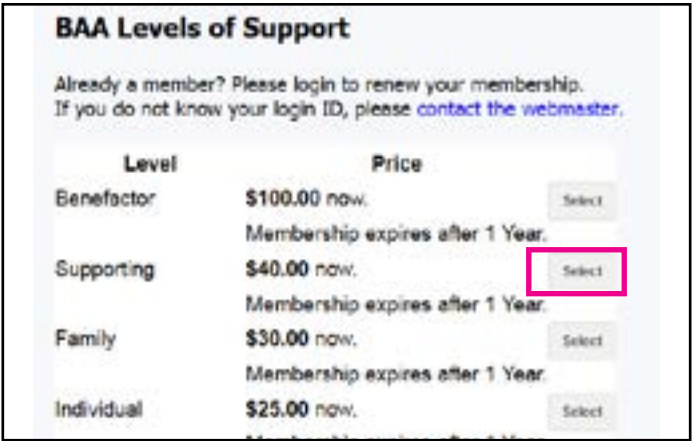 BAA Levels of Support
Already a member? Please login to renew your membership.
If you do not know your login ID, please contact the webmaster.
Level Price
Benefactor $100.00 now. Select
Membership expires after 1 Year.
Supporting $40.00 now. Select
Membership expires after 1 Year.
Family $30.00 now. Select
Membership expires after 1 Year.
Individual $25.00 now. Select